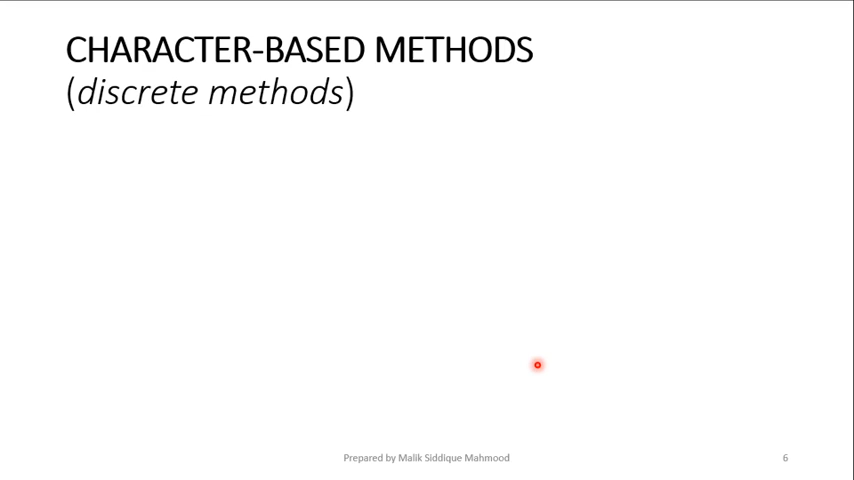 CHARACTER-BASED METHODS
(discrete methods)
Prepared by Malik Siddique Mahmood
6